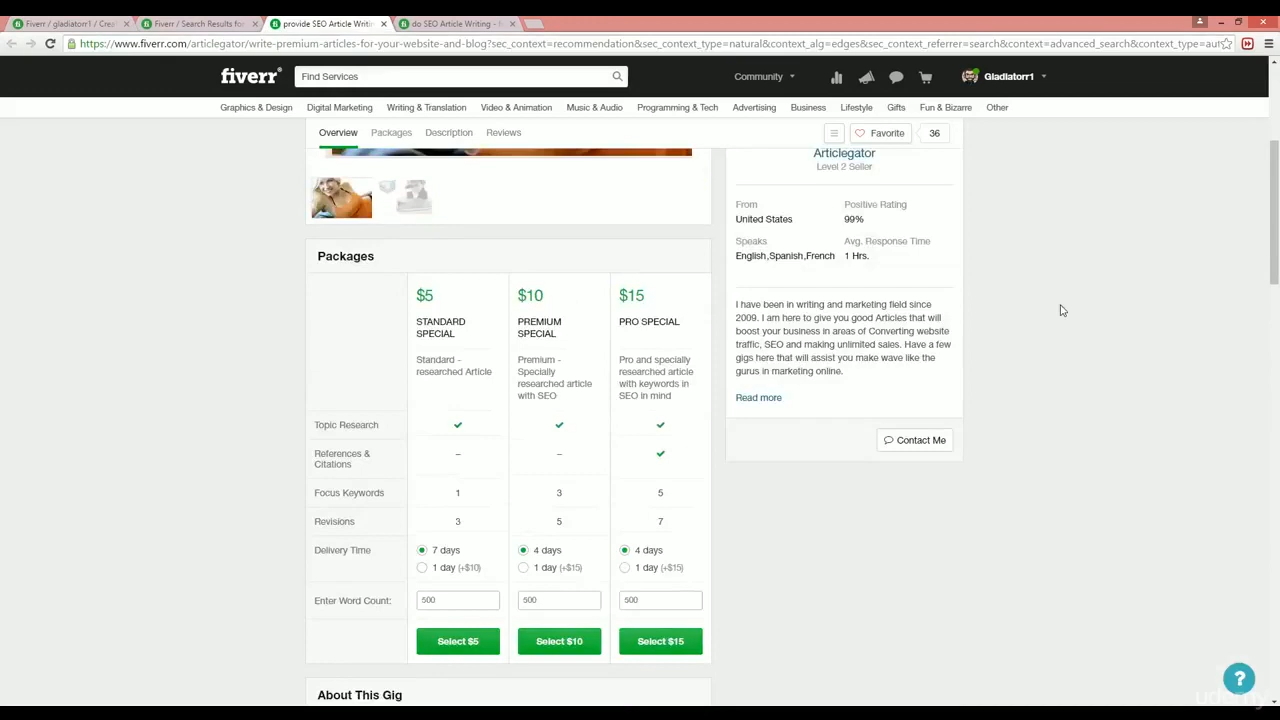 Fiverr / gladiatorr1 / Crea
Fiverr / Search Results for
provide SEO Article Writin
do SEO Article Writing - f
https://www.fiverr.com/articlegator/write-premium-articles-for-your-website-and-blog?sec_context=recommendation&sec_context_type=natural&context_alg=edges&sec_context_referrer=search&context=advanced_search&context_type=aut
fiverr
Find Services
Community
Gladiatorr1
Graphics & Design
Digital Marketing
Writing & Translation
Video & Animation
Music & Audio
Programming & Tech
Advertising
Business
Lifestyle
Gifts
Fun & Bizarre
Other
Overview
Packages
Description
Reviews
Favorite
36
Articlegator
Level 2 Seller
From
Positive Rating
United States
99%
Speaks
Avg. Response Time
English,Spanish,French
1 Hrs.
I have been in writing and marketing field since
2009. I am here to give you good Articles that will
boost your business in areas of Converting website
traffic, SEO and making unlimited sales. Have a few
gigs here that will assist you make wave like the
gurus in marketing online.
Read more
Contact Me
Packages
$5
$10
$15
STANDARD
SPECIAL
PREMIUM
SPECIAL
PRO SPECIAL
Standard -
researched Article
Premium -
Specially
researched article
with SEO
Pro and specially
researched article
with keywords in
SEO in mind
Topic Research
References &
Citations
–
–
Focus Keywords
1
3
5
Revisions
3
5
7
Delivery Time
7 days
4 days
4 days
1 day (+$10)
1 day (+$15)
1 day (+$15)
Enter Word Count:
500
500
500
Select $5
Select $10
Select $15
About This Gig
?
udemy